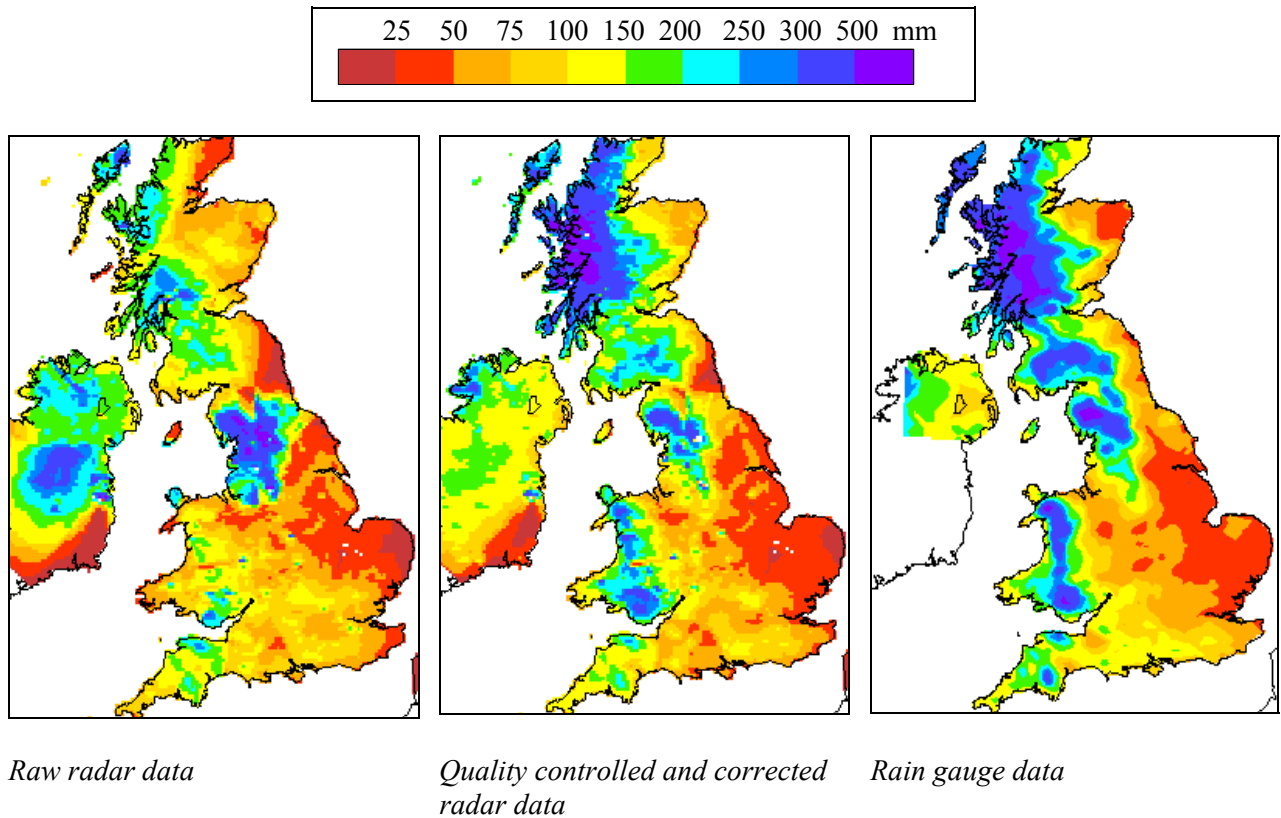 25 50 75 100 150 200 250 300 500 mm
Raw radar data
Quality controlled and corrected
radar data
Rain gauge data